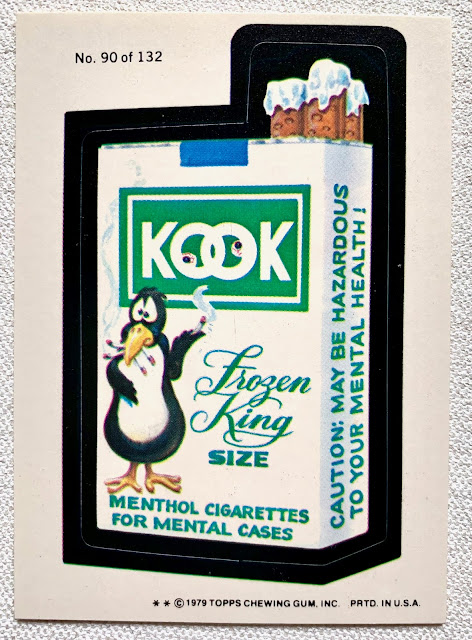 No. 90 of 132
KOOK
Frozen
King
SIZE
MENTHOL CIGARETTES
FOR MENTAL CASES
CAUTION: MAY BE HAZARDOUS
TO YOUR MENTAL HEALTH!
** © 1979 TOPPS CHEWING GUM, INC. PRTD. IN U.S.A.